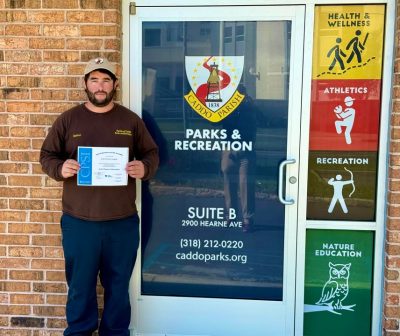 HEALTH &
WELLNESS
ATHLETICS
RECREATION
NATURE
EDUCATION
1838
CADDO PARISH
PARKS &
RECREATION
SUITE B
2900 HEARNE AVE
(318) 212-0220
caddoparks.org
CPSI